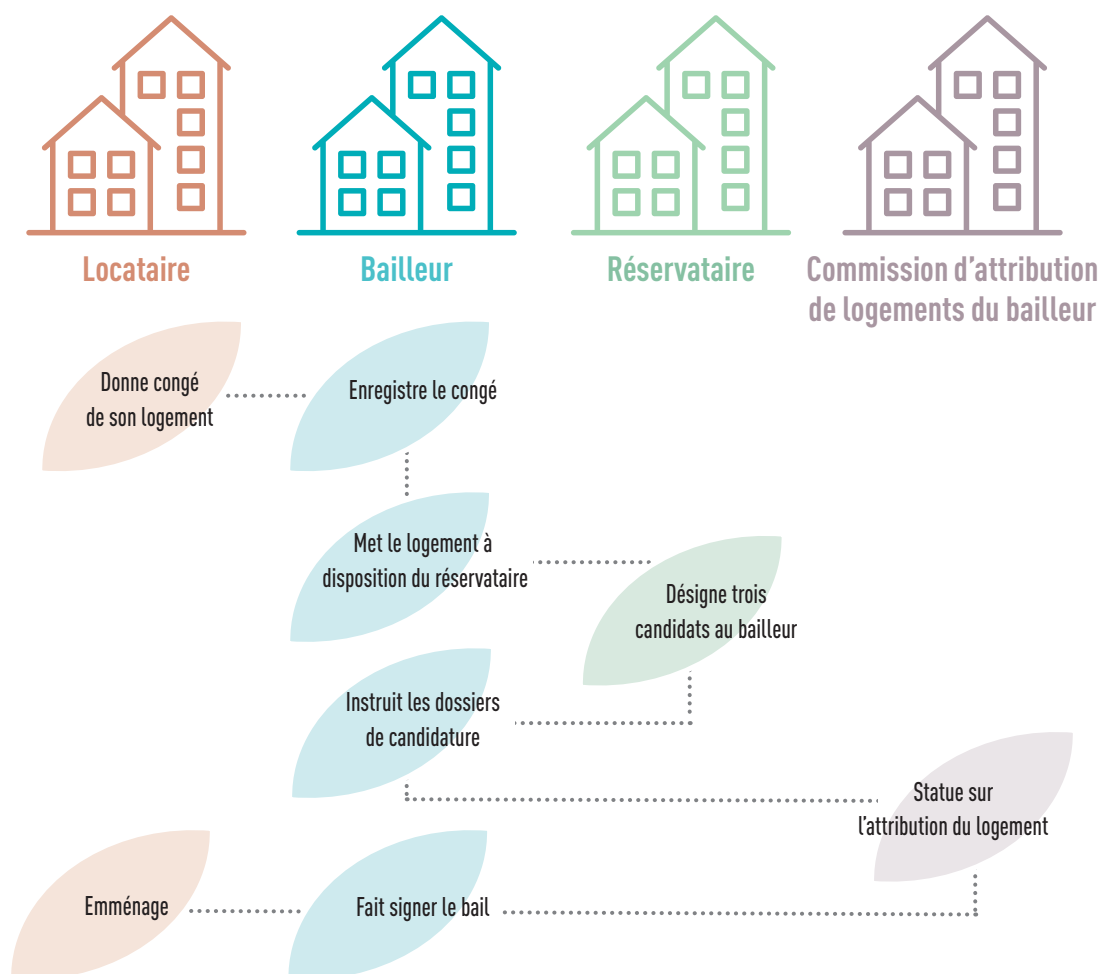 Locataire
Bailleur
Réservataire
Commission d’attribution
de logements du bailleur
Donne congé
de son logement
Enregistre le congé
Met le logement à
disposition du réservataire
Désigne trois
candidats au bailleur
Instruit les dossiers
de candidature
Statue sur
l’attribution du logement
Emménage
Fait signer le bail